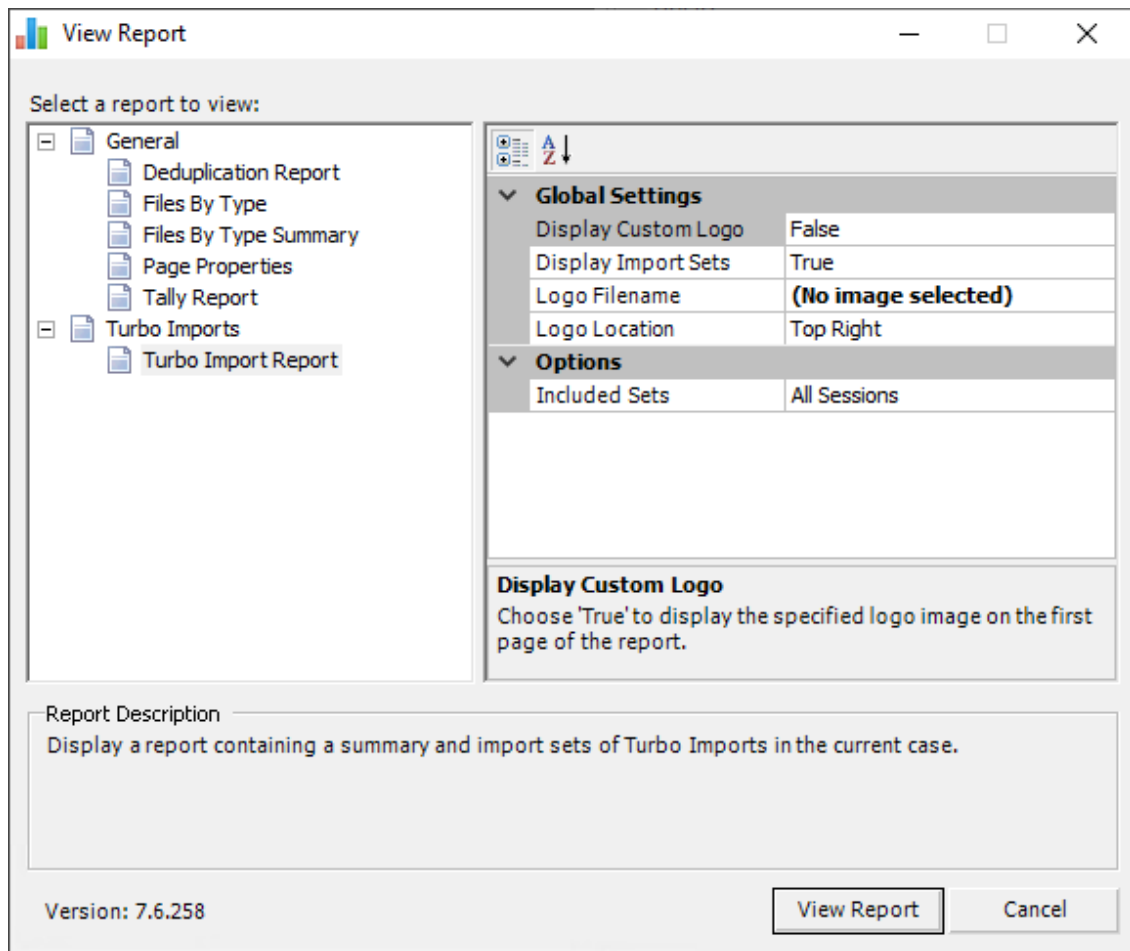 View Report
Select a report to view:
General
Deduplication Report
Files By Type
Files By Type Summary
Page Properties
Tally Report
Turbo Imports
Turbo Import Report
A
Z
Global Settings
Display Custom Logo False
Display Import Sets True
Logo Filename (No image selected)
Logo Location Top Right
Options
Included Sets All Sessions
Display Custom Logo
Choose 'True' to display the specified logo image on the first
page of the report.
Report Description
Display a report containing a summary and import sets of Turbo Imports in the current case.
Version: 7.6.258
View Report
Cancel